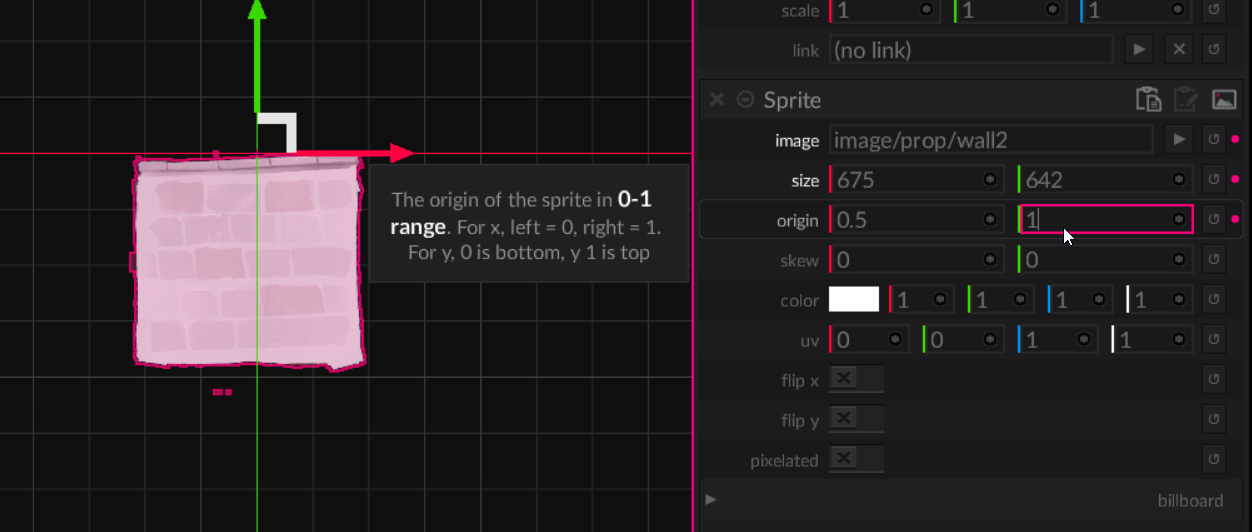 scale 1 1 1
link (no link)
Sprite
image image/prop/wall2
size 675 642
origin 0.5 1
The origin of the sprite in 0-1
range. For x, left = 0, right = 1.
For y, 0 is bottom, y 1 is top
skew 0 0
color 1 1 1 1
uv 0 0 1 1
flip x
flip y
pixelated
billboard